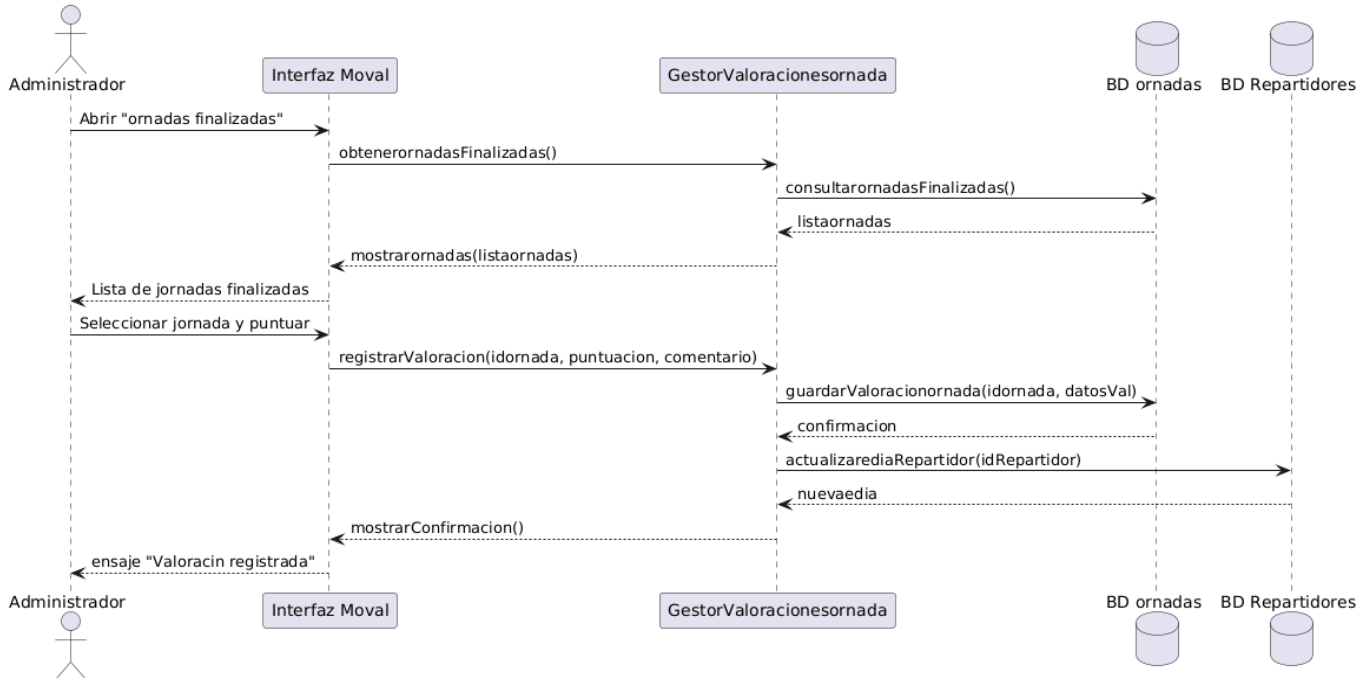 Administrador
Interfaz Moval
GestorValoracionesornada
BD ornadas
BD Repartidores
Abrir "ornadas finalizadas"
obtenerornadasFinalizadas()
consultarornadasFinalizadas()
listaornadas
mostrarornadas(listaornadas)
Lista de jornadas finalizadas
Seleccionar jornada y puntuar
registrarValoracion(idornada, puntuacion, comentario)
guardarValoracionornada(idornada, datosVal)
confirmacion
actualizarediaRepartidor(idRepartidor)
nuevaedia
mostrarConfirmacion()
ensaje "Valoracin registrada"
Administrador
Interfaz Moval
GestorValoracionesornada
BD ornadas
BD Repartidores